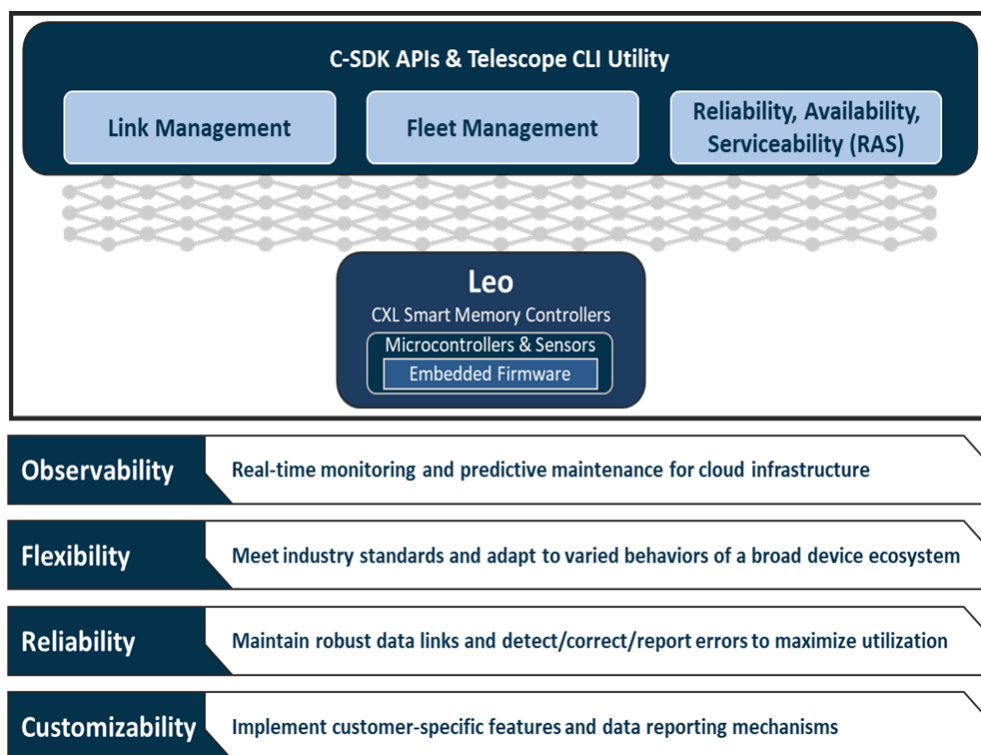 C-SDK APIs & Telescope CLI Utility
Link Management
Fleet Management
Reliability, Availability,
Serviceability (RAS)
Leo
CXL Smart Memory Controllers
Microcontrollers & Sensors
Embedded Firmware
Observability
Real-time monitoring and predictive maintenance for cloud infrastructure
Flexibility
Meet industry standards and adapt to varied behaviors of a broad device ecosystem
Reliability
Maintain robust data links and detect/correct/report errors to maximize utilization
Customizability
Implement customer-specific features and data reporting mechanisms